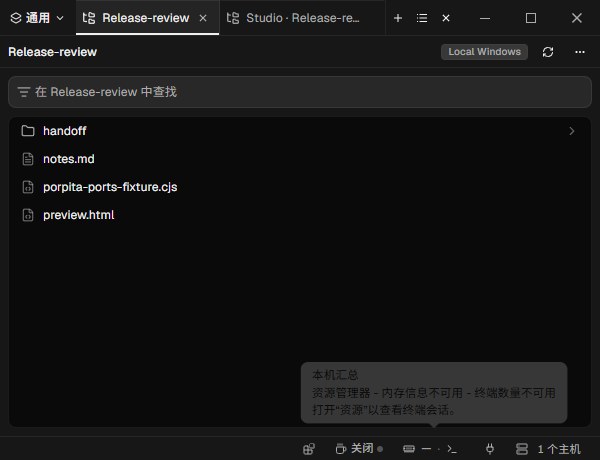 通用
Release-review
Studio · Release-re...
Release-review
Local Windows
在 Release-review 中查找
handoff
notes.md
porpita-ports-fixture.cjs
preview.html
本机汇总
资源管理器 - 内存信息不可用 - 终端数量不可用
打开“资源”以查看终端会话。
关闭
— ·
1 个主机